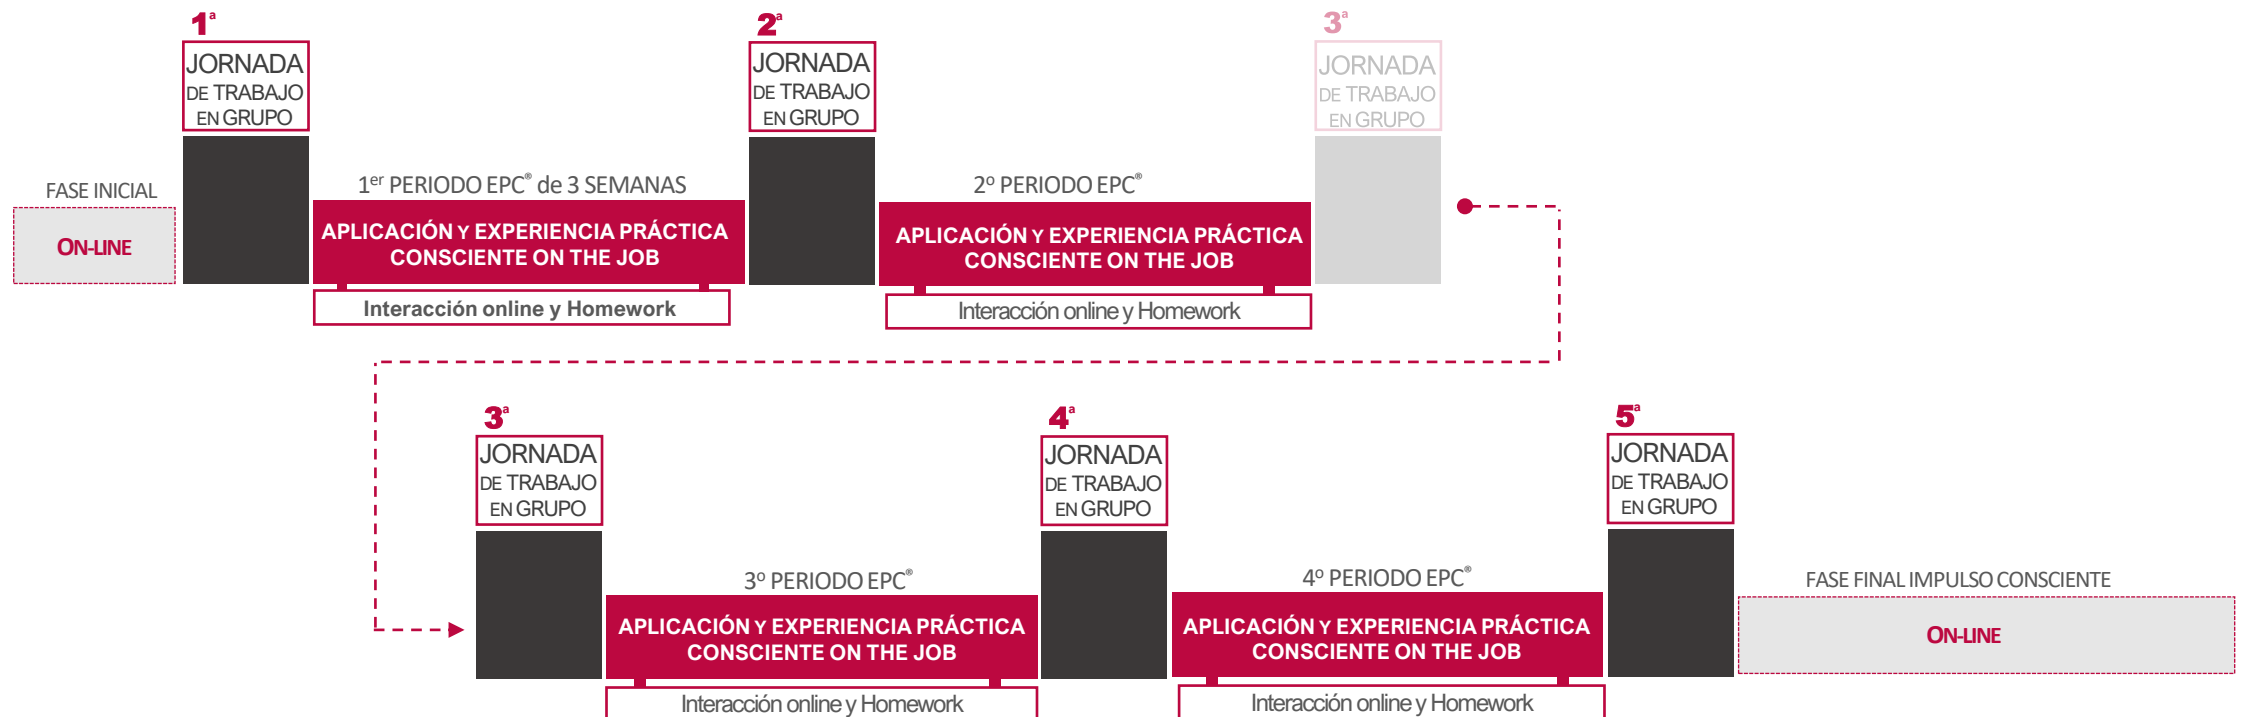 1ª
JORNADA
DE TRABAJO
EN GRUPO
2ª
JORNADA
DE TRABAJO
EN GRUPO
3ª
JORNADA
DE TRABAJO
EN GRUPO
FASE INICIAL
ON-LINE
1er PERIODO EPC® de 3 SEMANAS
APLICACIÓN Y EXPERIENCIA PRÁCTICA
CONSCIENTE ON THE JOB
Interacción online y Homework
2º PERIODO EPC®
APLICACIÓN Y EXPERIENCIA PRÁCTICA
CONSCIENTE ON THE JOB
Interacción online y Homework
3ª
JORNADA
DE TRABAJO
EN GRUPO
4ª
JORNADA
DE TRABAJO
EN GRUPO
5ª
JORNADA
DE TRABAJO
EN GRUPO
3º PERIODO EPC®
APLICACIÓN Y EXPERIENCIA PRÁCTICA
CONSCIENTE ON THE JOB
Interacción online y Homework
4º PERIODO EPC®
APLICACIÓN Y EXPERIENCIA PRÁCTICA
CONSCIENTE ON THE JOB
Interacción online y Homework
FASE FINAL IMPULSO CONSCIENTE
ON-LINE